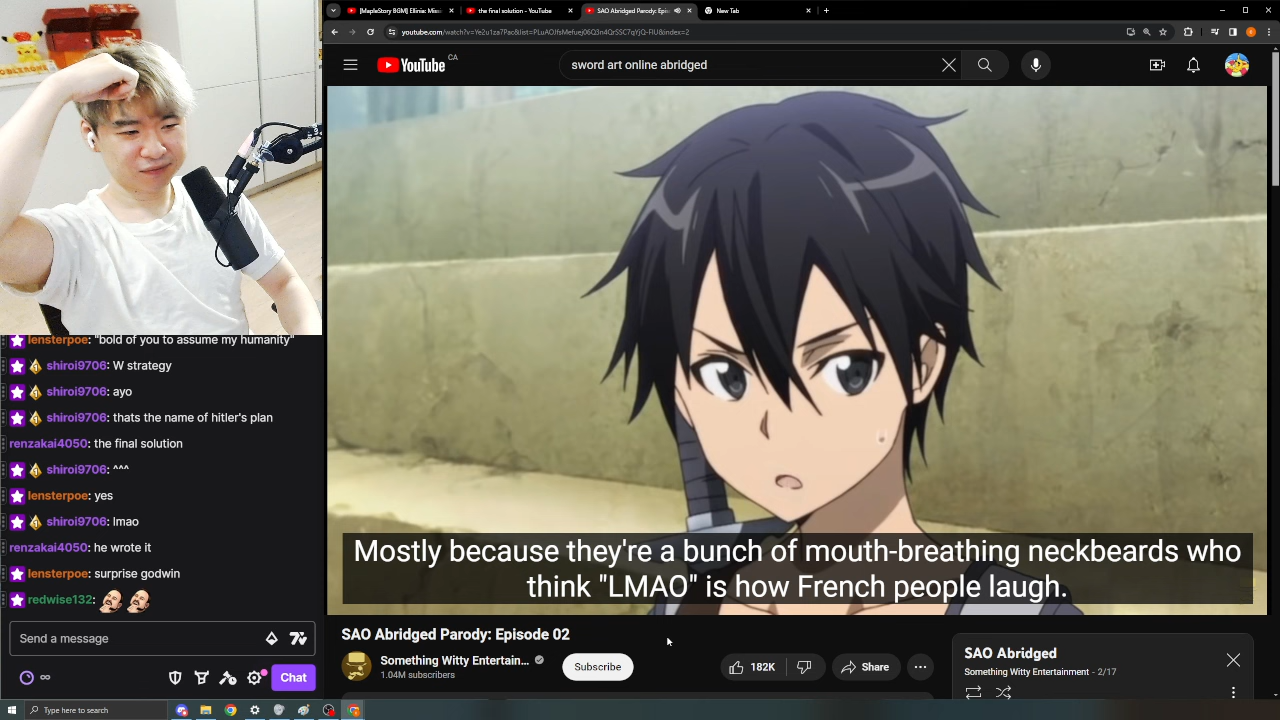 [MapleStory BGM] Ellinia: Missi
the final solution - YouTube
SAO Abridged Parody: Epi
New Tab
youtube.com/watch?v=Ye2u1za7Pac&list=PLuAOJfsMefuej06Q3n4QrSSC7qYjQ-FlU&index=2
YouTube CA
sword art online abridged
lensterpoe: "bold of you to assume my humanity"
shiroi9706: W strategy
shiroi9706: ayo
shiroi9706: thats the name of hitler's plan
renzakai4050: the final solution
shiroi9706: ^^^
lensterpoe: yes
shiroi9706: lmao
renzakai4050: he wrote it
lensterpoe: surprise godwin
redwise132:
Send a message
Chat
Mostly because they're a bunch of mouth-breathing neckbeards who
think "LMAO" is how French people laugh.
SAO Abridged Parody: Episode 02
Something Witty Entertain...
1.04M subscribers
Subscribe
182K
Share
SAO Abridged
Something Witty Entertainment - 2/17
Type here to search